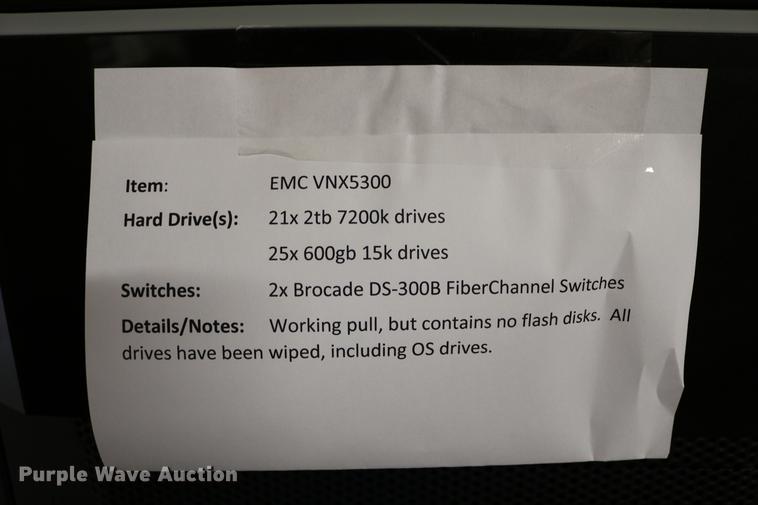 Item: EMC VNX5300
Hard Drive(s): 21x 2tb 7200k drives
25x 600gb 15k drives
Switches: 2x Brocade DS-300B FiberChannel Switches
Details/Notes: Working pull, but contains no flash disks. All
drives have been wiped, including OS drives.
Purple Wave Auction